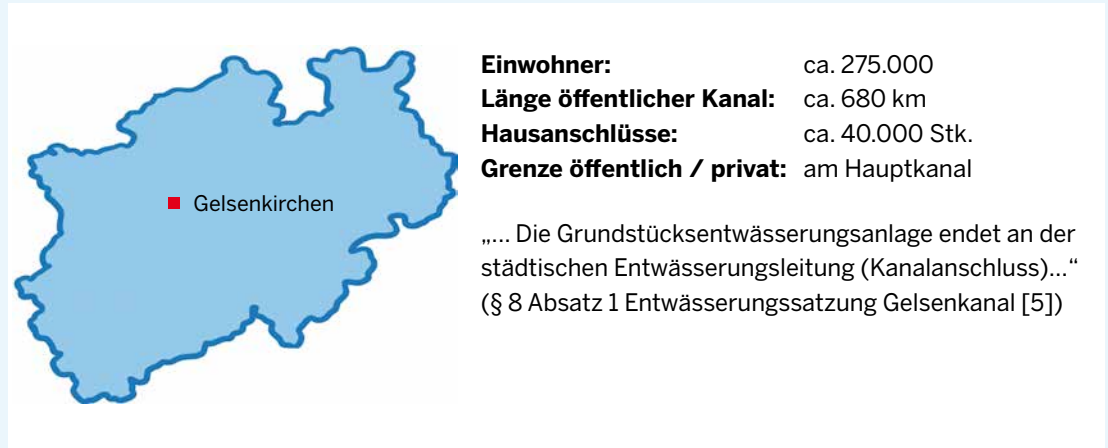 Gelsenkirchen
Einwohner: ca. 275.000
Länge öffentlicher Kanal: ca. 680 km
Hausanschlüsse: ca. 40.000 Stk.
Grenze öffentlich / privat: am Hauptkanal
„... Die Grundstücksentwässerungsanlage endet an der
städtischen Entwässerungsleitung (Kanalanschluss)...“
(§ 8 Absatz 1 Entwässerungssatzung Gelsenkanal [5])